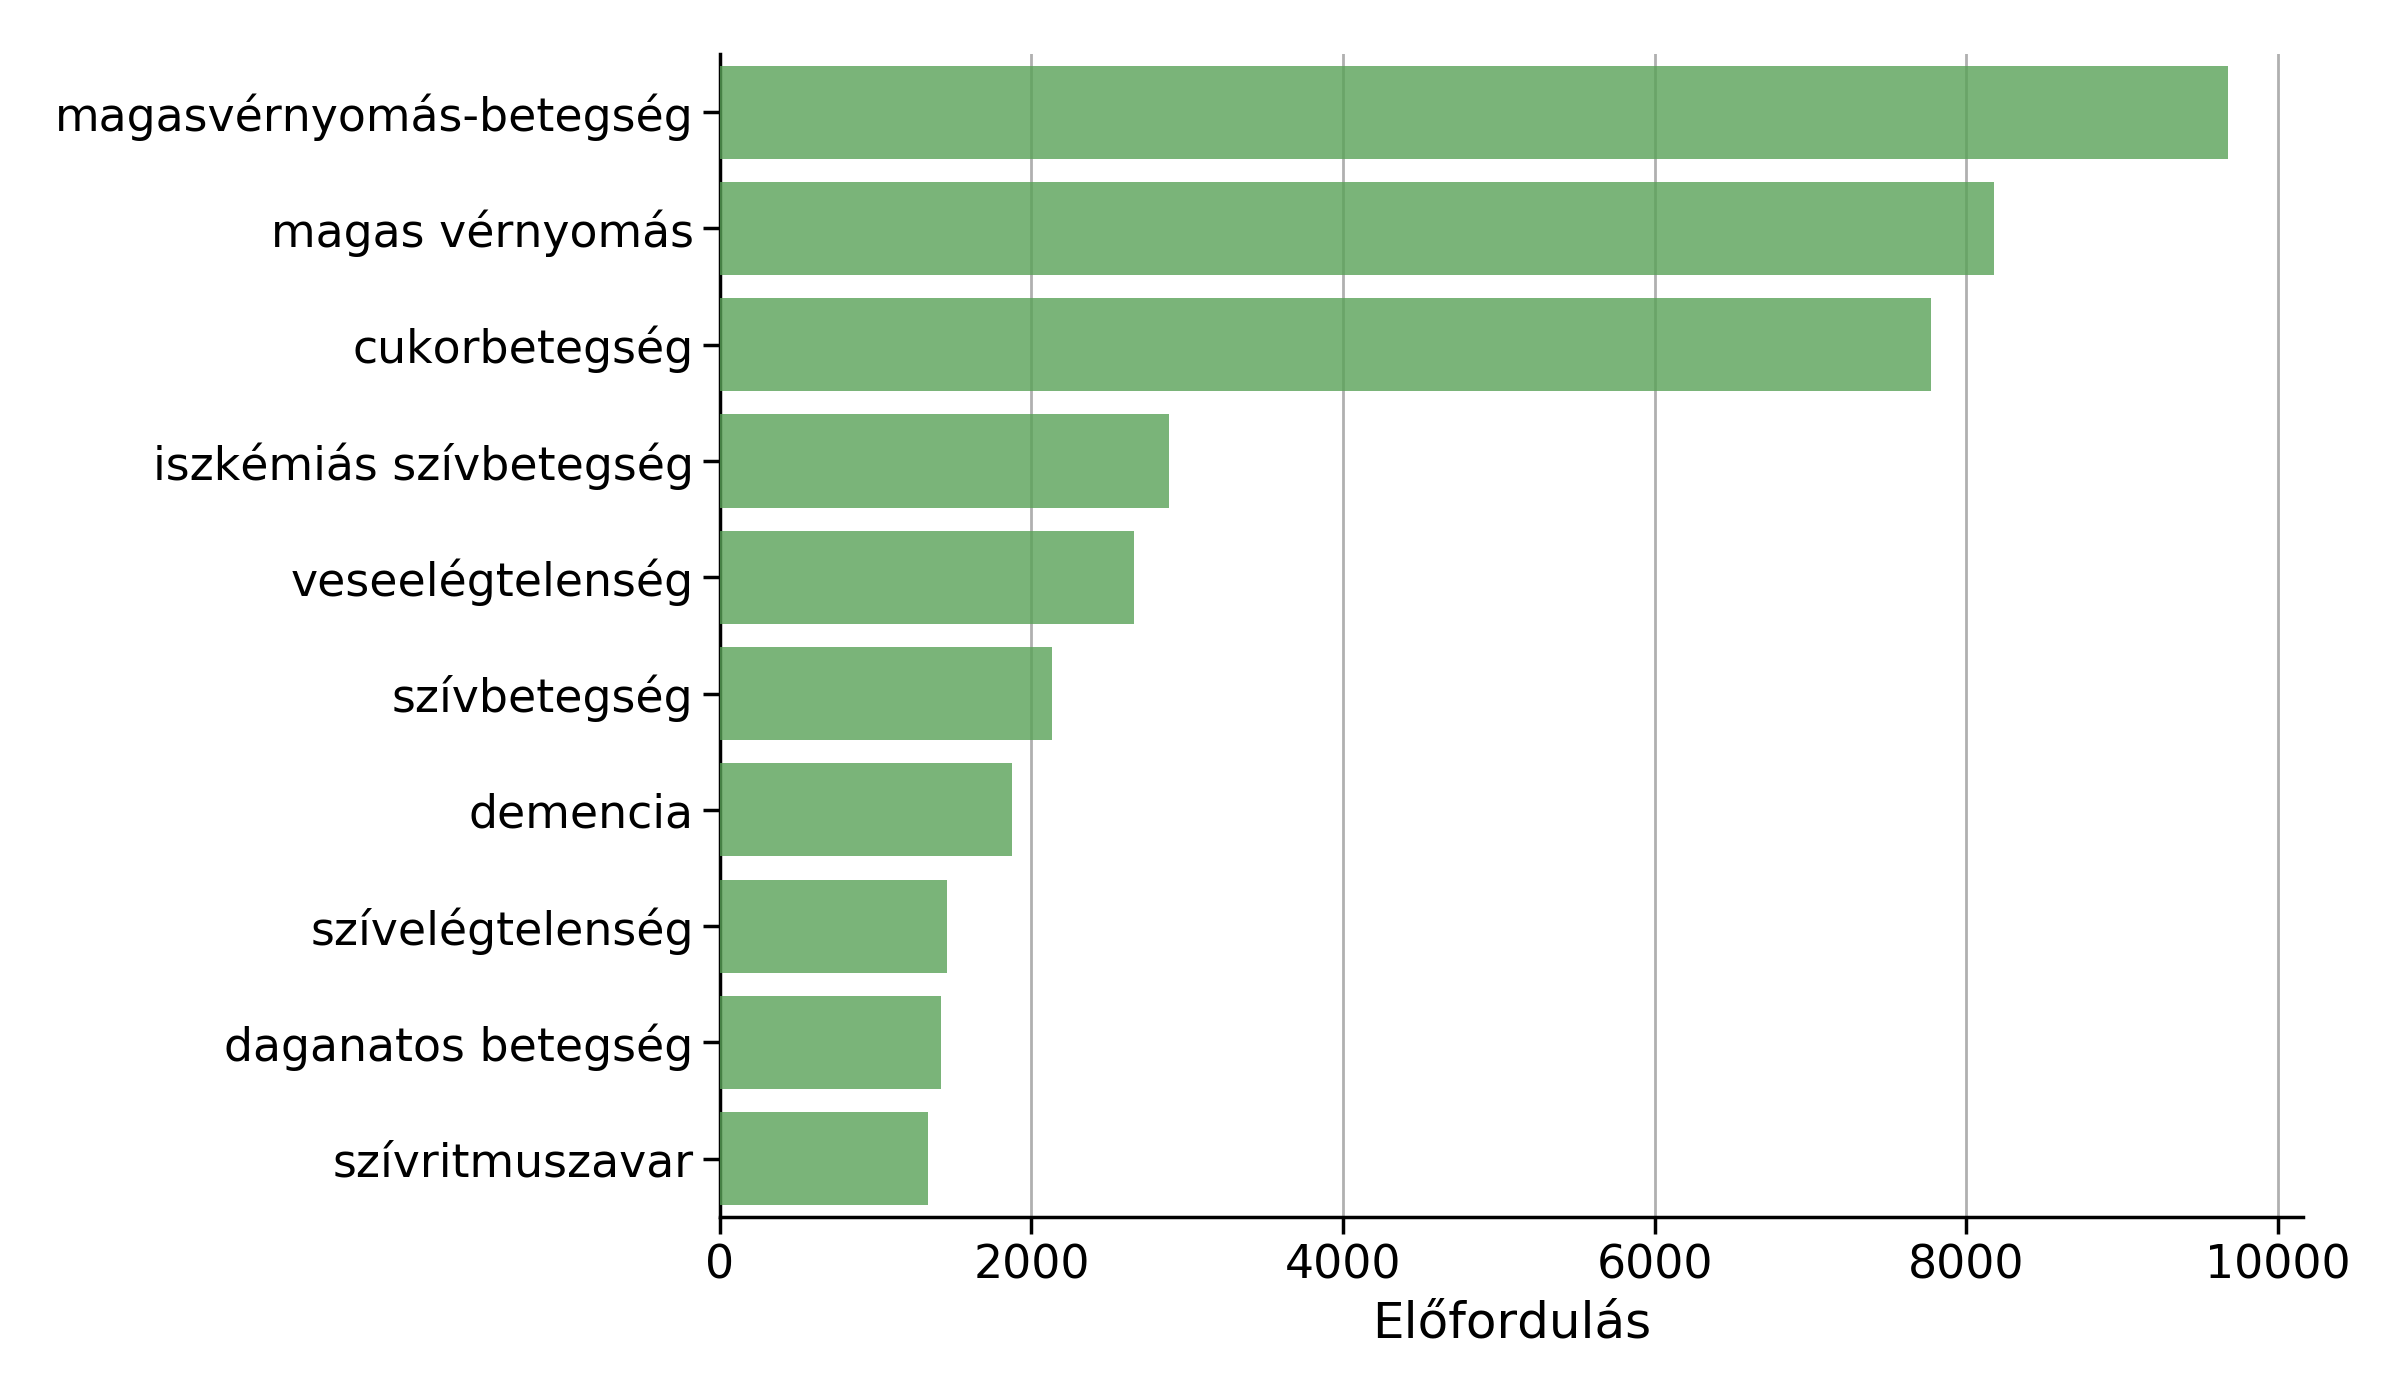 magasvérnyomás-betegség
magas vérnyomás
cukorbetegség
iszkémiás szívbetegség
veseelégtelenség
szívbetegség
demencia
szívelégtelenség
daganatos betegség
szívritmuszavar
0 2000 4000 6000 8000 10000
Előfordulás